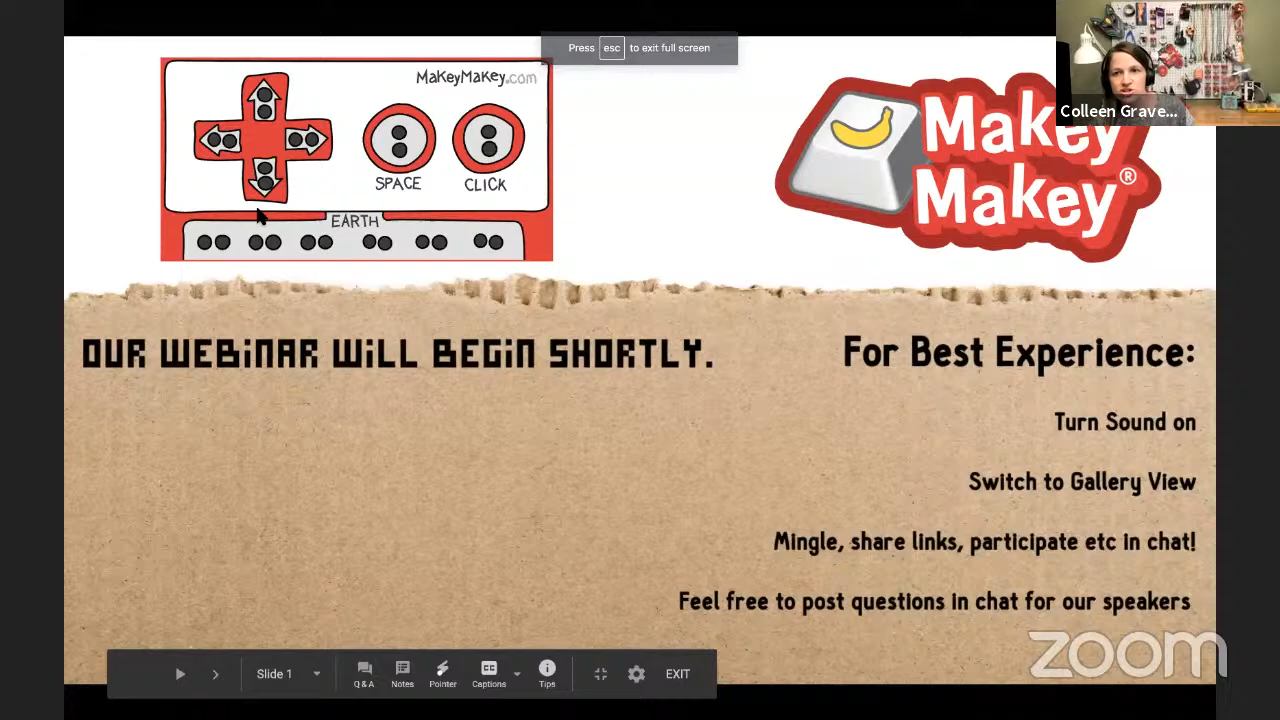 Press esc to exit full screen
MaKeyMaKey.com
SPACE
CLICK
EARTH
Makey
Makey®
Colleen Grave...
OUR WEBiNAR WiLL BEGiN SHORTLY.
For Best Experience:
Turn Sound on
Switch to Gallery View
Mingle, share links, participate etc in chat!
Feel free to post questions in chat for our speakers
zoom
Slide 1
Q & A
Notes
Pointer
CC
Captions
Tips
EXIT